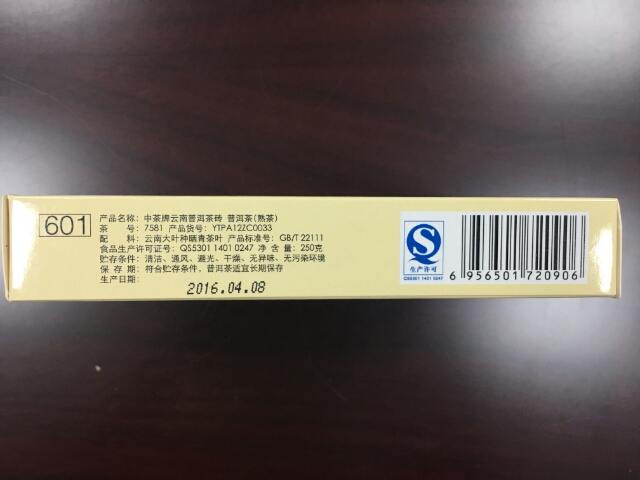 601
产品名称：中茶牌云南普洱茶砖 普洱茶(熟茶)
茶 号：7581 产品货号：YTPA12ZC0033
配 料：云南大叶种晒青茶叶 产品标准号：GB/T 22111
食品生产许可证号：QS5301 1401 0247 净 含 量：250克
贮存条件：清洁、通风、避光、干燥、无异味、无污染环境
保 存 期：符合贮存条件，普洱茶适宜长期保存
生产日期：
2016.04.08
生产许可
QS5301 1401 0247
6 956501 720906